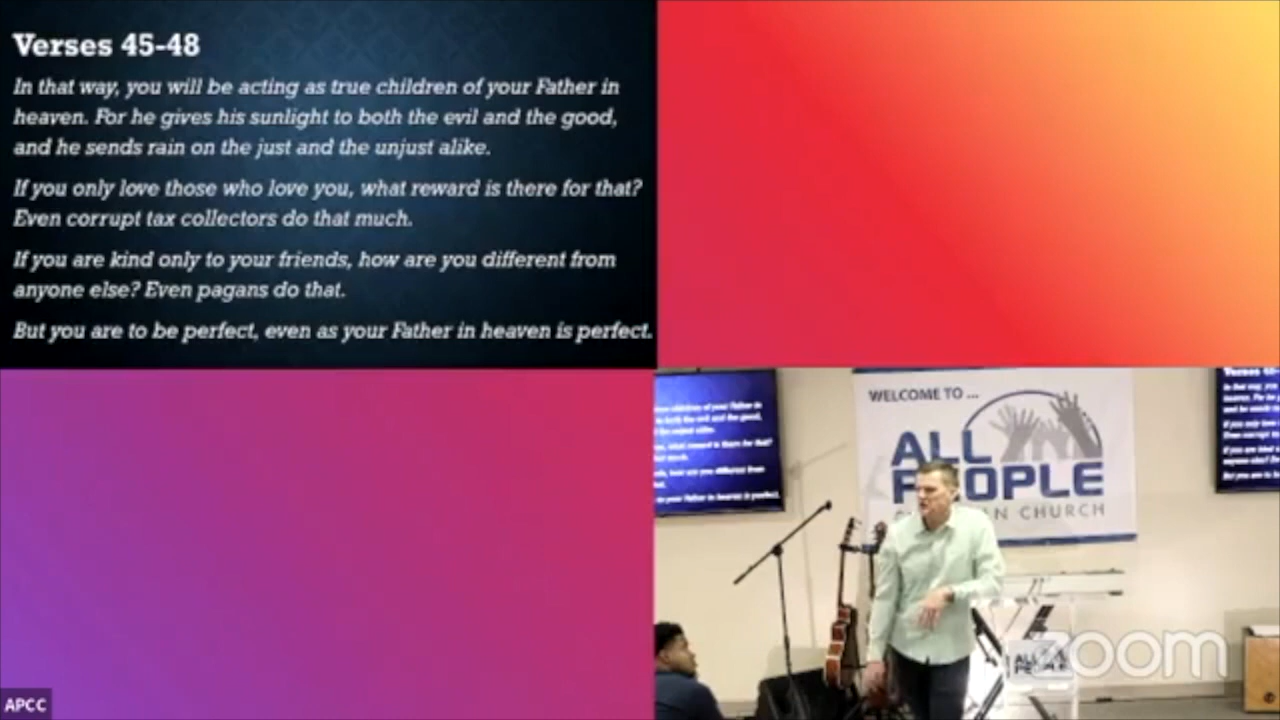 Verses 45-48
In that way, you will be acting as true children of your Father in
heaven. For he gives his sunlight to both the evil and the good,
and he sends rain on the just and the unjust alike.
If you only love those who love you, what reward is there for that?
Even corrupt tax collectors do that much.
If you are kind only to your friends, how are you different from
anyone else? Even pagans do that.
But you are to be perfect, even as your Father in heaven is perfect.
WELCOME TO ...
ALL
PEOPLE
CHURCH
ALL
PEOPLE
zoom
APCC